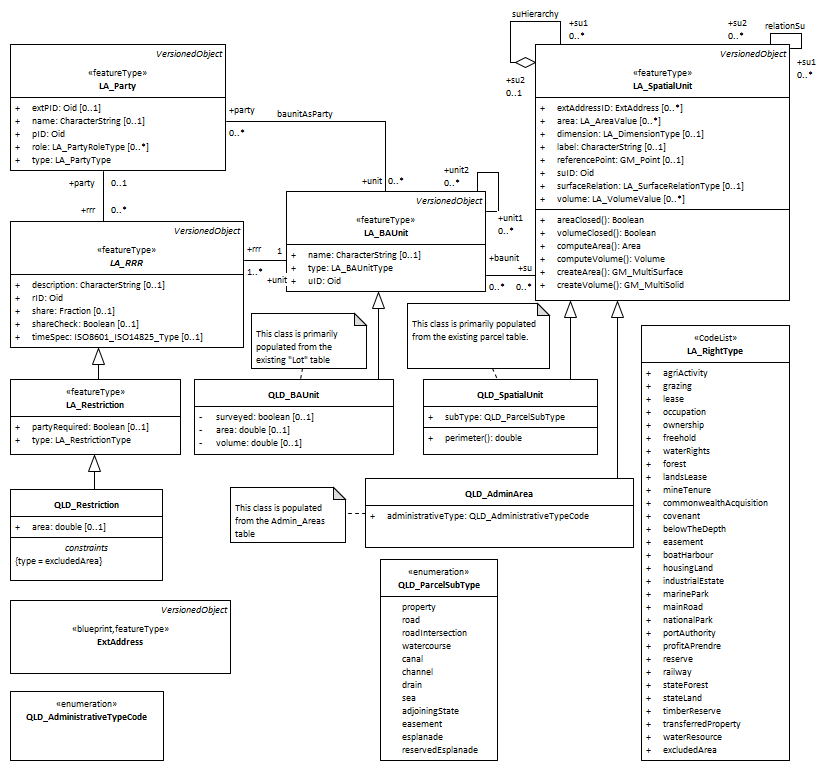 suHierarchy
+su1
0..*
+su2
0..*
relationSu
+su1
0..*
+su2
0..1
VersionedObject
«featureType»
LA_Party
+ extPID: Oid [0..1]
+ name: CharacterString [0..1]
+ pID: Oid
+ role: LA_PartyRoleType [0..*]
+ type: LA_PartyType
+party
0..*
baunitAsParty
+unit 0..*
+party 0..1
+rrr 0..*
VersionedObject
«featureType»
LA_SpatialUnit
+ extAddressID: ExtAddress [0..*]
+ area: LA_AreaValue [0..*]
+ dimension: LA_DimensionType [0..1]
+ label: CharacterString [0..1]
+ referencePoint: GM_Point [0..1]
+ suID: Oid
+ surfaceRelation: LA_SurfaceRelationType [0..1]
+ volume: LA_VolumeValue [0..*]
+ areaClosed(): Boolean
+ volumeClosed(): Boolean
+ computeArea(): Area
+ computeVolume(): Volume
+ createArea(): GM_MultiSurface
+ createVolume(): GM_MultiSolid
+unit2
0..*
+unit1
0..*
VersionedObject
«featureType»
LA_BAUnit
+ name: CharacterString [0..1]
+ type: LA_BAUnitType
+ uID: Oid
+baunit
+su
0..* 0..*
VersionedObject
«featureType»
LA_RRR
+ description: CharacterString [0..1]
+ rID: Oid
+ share: Fraction [0..1]
+ shareCheck: Boolean [0..1]
+ timeSpec: ISO8601_ISO14825_Type [0..1]
+rrr 1
1..*
+unit
This class is primarily
populated from the
existing "Lot" table
This class is primarily populated
from the existing parcel table.
«featureType»
LA_Restriction
+ partyRequired: Boolean [0..1]
+ type: LA_RestrictionType
QLD_BAUnit
- surveyed: boolean [0..1]
- area: double [0..1]
- volume: double [0..1]
QLD_SpatialUnit
+ subType: QLD_ParcelSubType
+ perimeter(): double
QLD_Restriction
+ area: double [0..1]
constraints
{type = excludedArea}
This class is populated
from the Admin_Areas
table
QLD_AdminArea
+ administrativeType: QLD_AdministrativeTypeCode
«CodeList»
LA_RightType
+ agriActivity
+ grazing
+ lease
+ occupation
+ ownership
+ freehold
+ waterRights
+ forest
+ landsLease
+ mineTenure
+ commonwealthAcquisition
+ covenant
+ belowTheDepth
+ easement
+ boatHarbour
+ housingLand
+ industrialEstate
+ marinePark
+ mainRoad
+ nationalPark
+ portAuthority
+ profitAPrendre
+ reserve
+ railway
+ stateForest
+ stateLand
+ timberReserve
+ transferredProperty
+ waterResource
+ excludedArea
«enumeration»
QLD_ParcelSubType
property
road
roadIntersection
watercourse
canal
channel
drain
sea
adjoiningState
easement
esplanade
reservedEsplanade
VersionedObject
«blueprint,featureType»
ExtAddress
«enumeration»
QLD_AdministrativeTypeCode